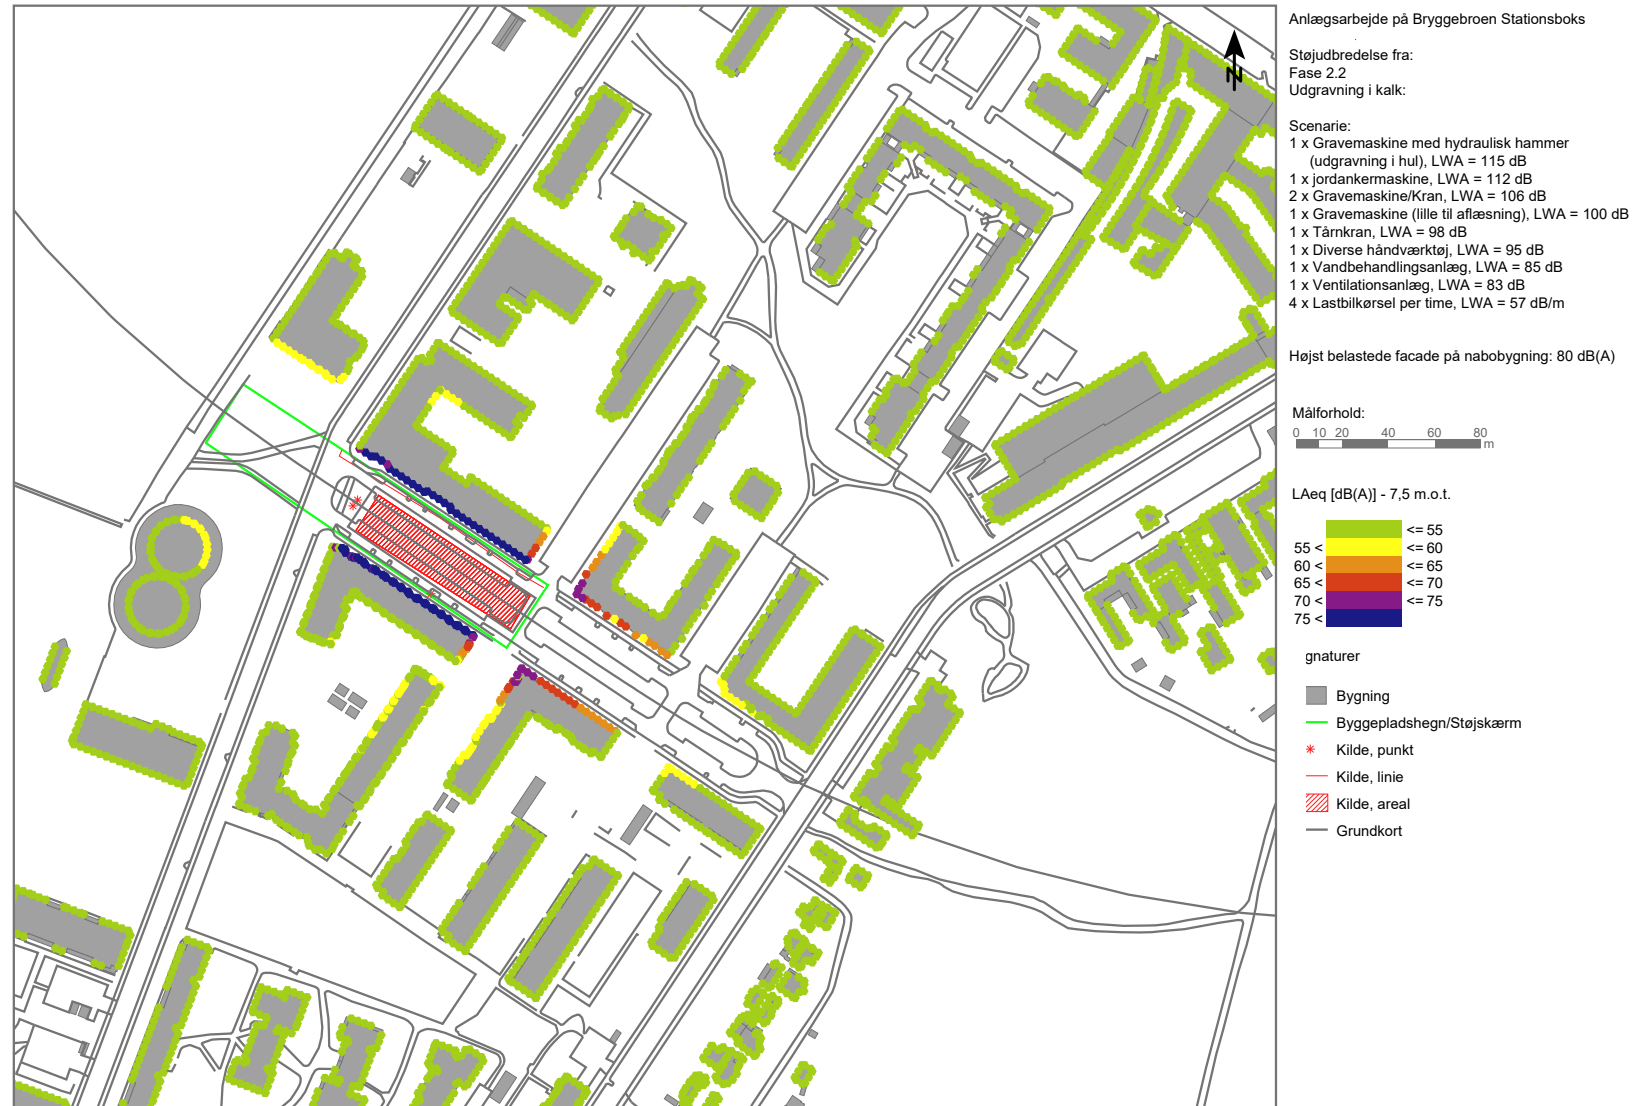 Anlægsarbejde på Bryggebroen Stationsboks
Støjudbredelse fra:
Fase 2.2
Udgravning i kalk:
Scenarie:
1 x Gravemaskine med hydraulisk hammer
(udgravning i hul), LWA = 115 dB
1 x jordankermaskine, LWA = 112 dB
2 x Gravemaskine/Kran, LWA = 106 dB
1 x Gravemaskine (lille til aflæsning), LWA = 100 dB
1 x Tårnkran, LWA = 98 dB
1 x Diverse håndværktøj, LWA = 95 dB
1 x Vandbehandlingsanlæg, LWA = 85 dB
1 x Ventilationsanlæg, LWA = 83 dB
4 x Lastbilkørsel per time, LWA = 57 dB/m
Højst belastede facade på nabobygning: 80 dB(A)
Målforhold:
0 10 20 40 60 80
m
LAeq [dB(A)] - 7,5 m.o.t.
<= 55
55 < <= 60
60 < <= 65
65 < <= 70
70 < <= 75
75 <
gnaturer
Bygning
Byggepladshegn/Støjskærm
Kilde, punkt
Kilde, linie
Kilde, areal
Grundkort
N